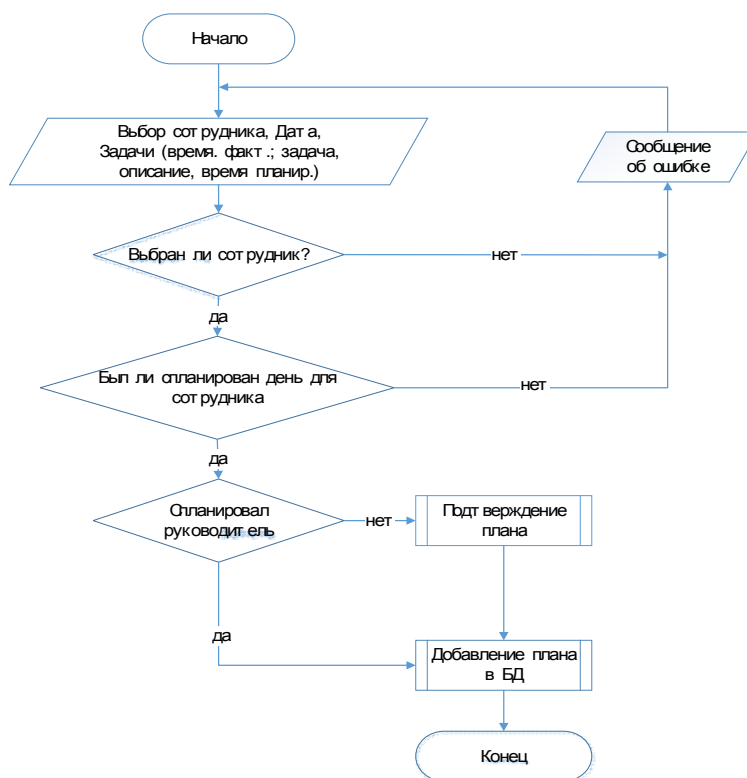 Начало
Выбор сотрудника, Дата,
Задачи (время. факт.; задача,
описание, время планир.)
Сообщение
об ошибке
Выбран ли сотрудник?
нет
да
Был ли спланирован день для
сотрудника
нет
да
Спланировал
руководитель
нет
Подтверждение
плана
да
Добавление плана
в БД
Конец